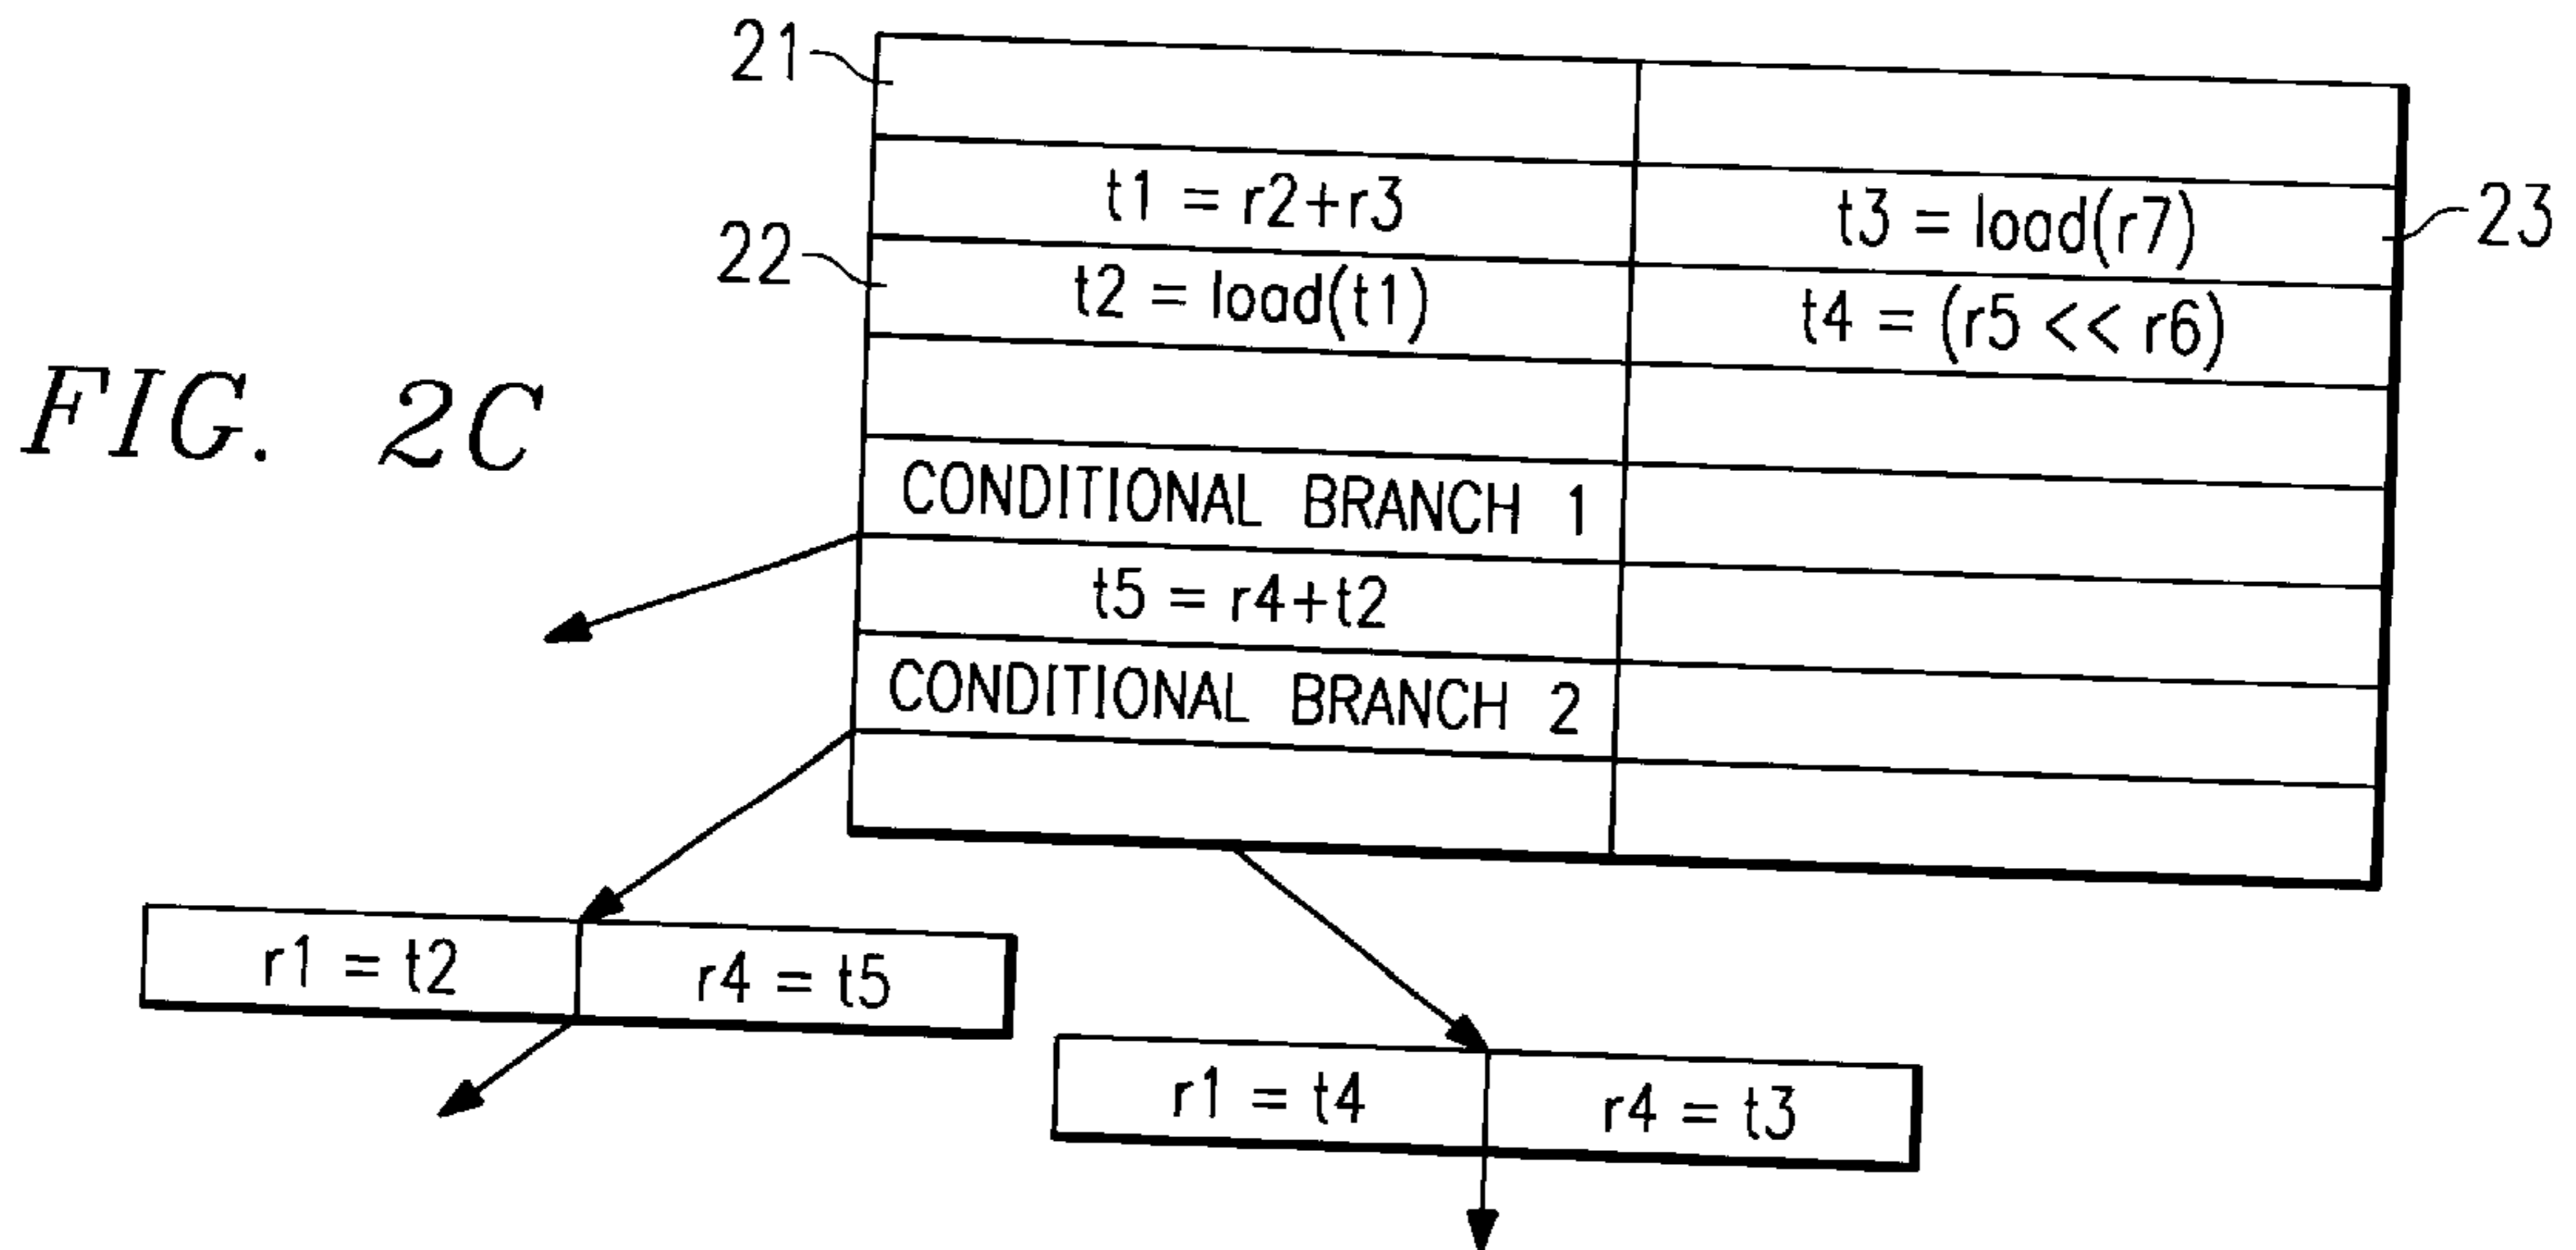 21
t1 = r2+r3
t3 = load(r7)
23
22
t2 = load(t1)
t4 = (r5 << r6)
FIG. 2C
CONDITIONAL BRANCH 1
t5 = r4+t2
CONDITIONAL BRANCH 2
r1 = t2
r4 = t5
r1 = t4
r4 = t3